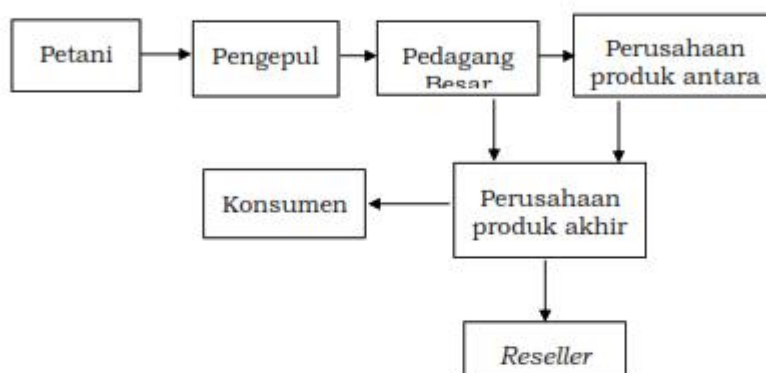 Petani
Pengepul
Pedagang
Besar
Perusahaan
produk antara
Konsumen
Perusahaan
produk akhir
Reseller